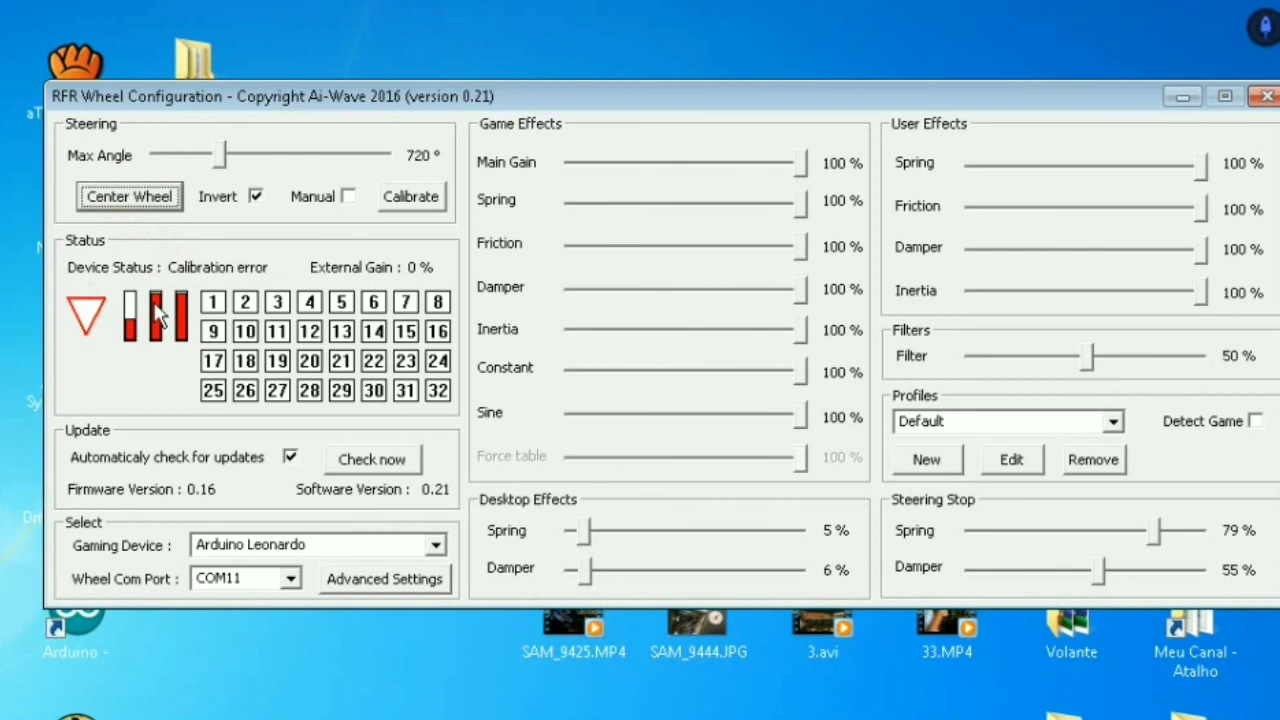 RFR Wheel Configuration - Copyright Ai-Wave 2016 (version 0.21)
Steering
Max Angle 720 °
Center Wheel Invert Manual Calibrate
Status
Device Status : Calibration error External Gain : 0 %
1 2 3 4 5 6 7 8
9 10 11 12 13 14 15 16
17 18 19 20 21 22 23 24
25 26 27 28 29 30 31 32
Update
Automaticaly check for updates Check now
Firmware Version : 0.16 Software Version : 0.21
Select
Gaming Device : Arduino Leonardo
Wheel Com Port : COM11 Advanced Settings
Game Effects
Main Gain 100 %
Spring 100 %
Friction 100 %
Damper 100 %
Inertia 100 %
Constant 100 %
Sine 100 %
Force table 100 %
Desktop Effects
Spring 5 %
Damper 6 %
User Effects
Spring 100 %
Friction 100 %
Damper 100 %
Inertia 100 %
Filters
Filter 50 %
Profiles
Default Detect Game
New Edit Remove
Steering Stop
Spring 79 %
Damper 55 %
Arduino - SAM_9425.MP4 SAM_9444.JPG 3.avi 33.MP4 Volante Meu Canal -
Atalho